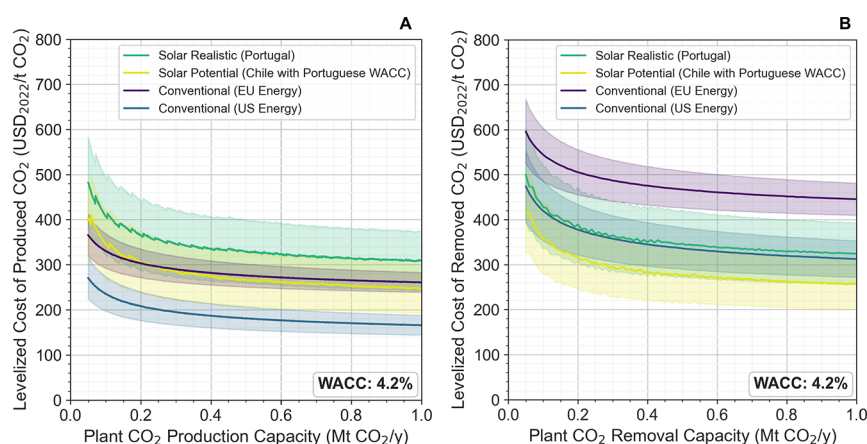 A
Levelized Cost of Produced CO₂ (USD₂₀₂₂/t CO₂)
800
700
600
500
400
300
200
100
0
Solar Realistic (Portugal)
Solar Potential (Chile with Portuguese WACC)
Conventional (EU Energy)
Conventional (US Energy)
WACC: 4.2%
0.0 0.2 0.4 0.6 0.8 1.0
Plant CO₂ Production Capacity (Mt CO₂/y)
B
Levelized Cost of Removed CO₂ (USD₂₀₂₂/t CO₂)
800
700
600
500
400
300
200
100
0
Solar Realistic (Portugal)
Solar Potential (Chile with Portuguese WACC)
Conventional (EU Energy)
Conventional (US Energy)
WACC: 4.2%
0.0 0.2 0.4 0.6 0.8 1.0
Plant CO₂ Removal Capacity (Mt CO₂/y)